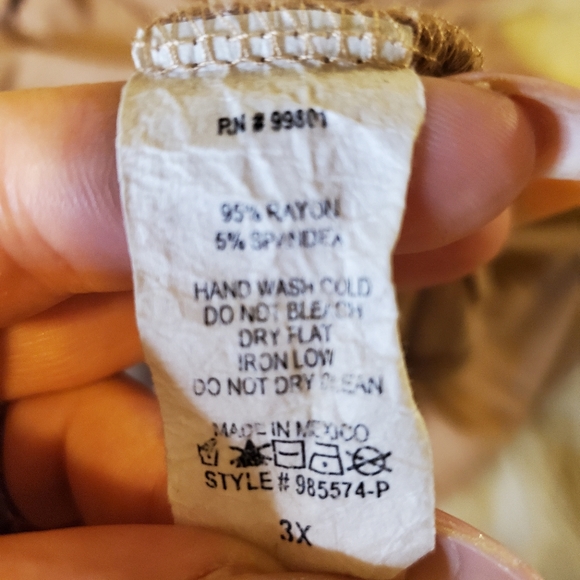 RN # 99801
95% RAYON
5% SPANDEX
HAND WASH COLD
DO NOT BLEACH
DRY FLAT
IRON LOW
DO NOT DRY CLEAN
MADE IN MEXICO
STYLE # 985574-P
3X